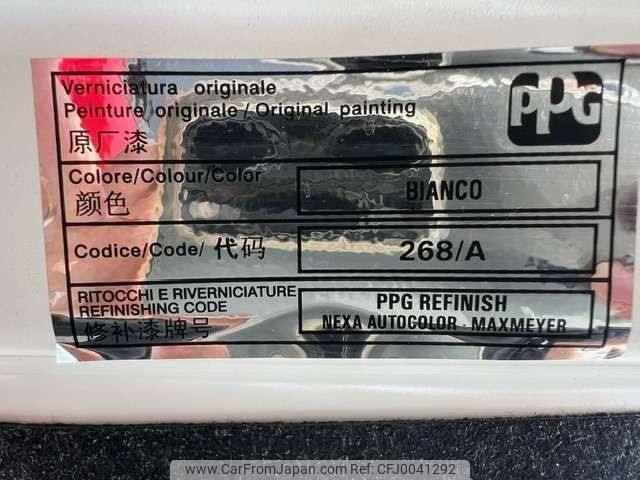 Verniciatura originale
Peinture originale/Original painting
原厂漆
PPG
Colore/Colour/Color
颜色
BIANCO
Codice/Code/代码
268/A
RITOCCHI E RIVERNICIATURE
REFINISHING CODE
修补漆牌号
PPG REFINISH
NEXA AUTOCOLOR - MAXMEYER
www.CarFromJapan.com - RefNo:CFJ00041292